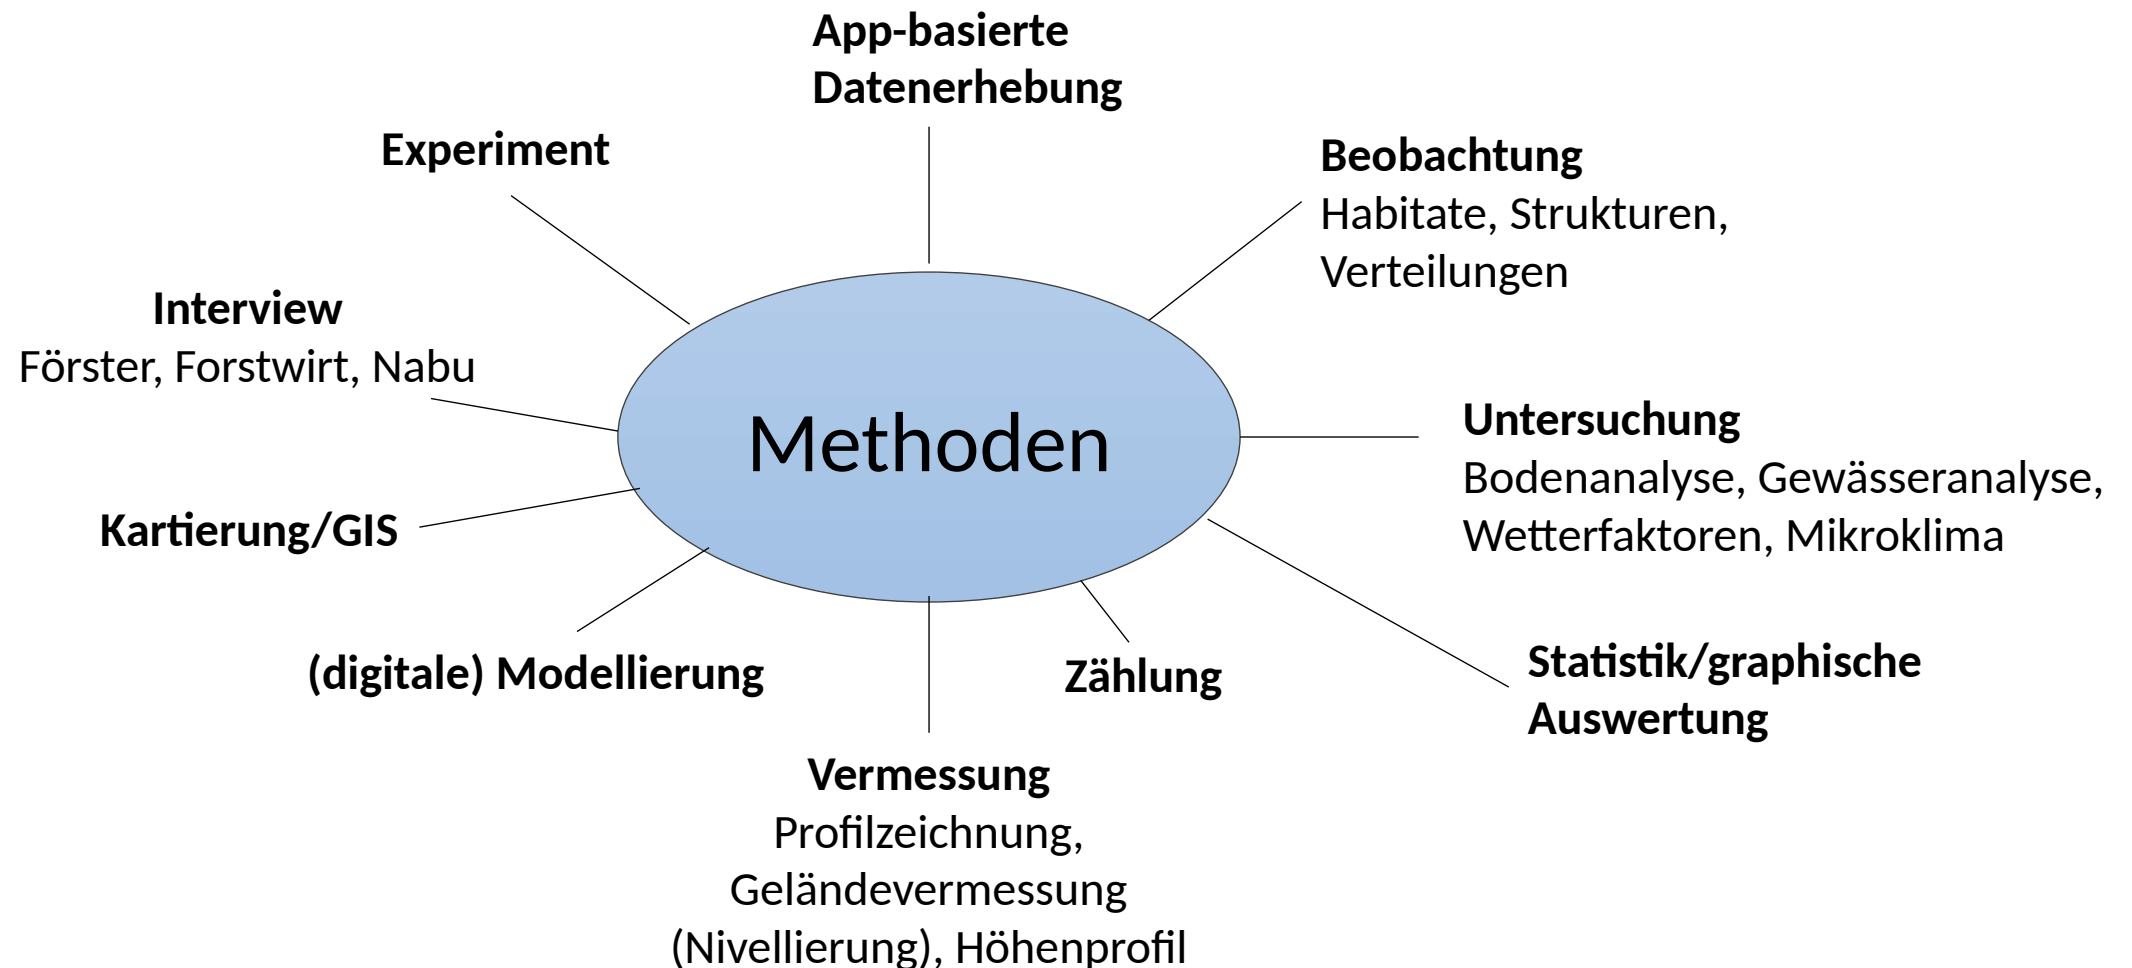 App-basierte
Datenerhebung
Experiment
Beobachtung
Habitate, Strukturen,
Verteilungen
Interview
Förster, Forstwirt, Nabu
Methoden
Untersuchung
Bodenanalyse, Gewässeranalyse,
Wetterfaktoren, Mikroklima
Kartierung/GIS
(digitale) Modellierung
Zählung
Statistik/graphische
Auswertung
Vermessung
Profilzeichnung,
Geländevermessung
(Nivellierung), Höhenprofil